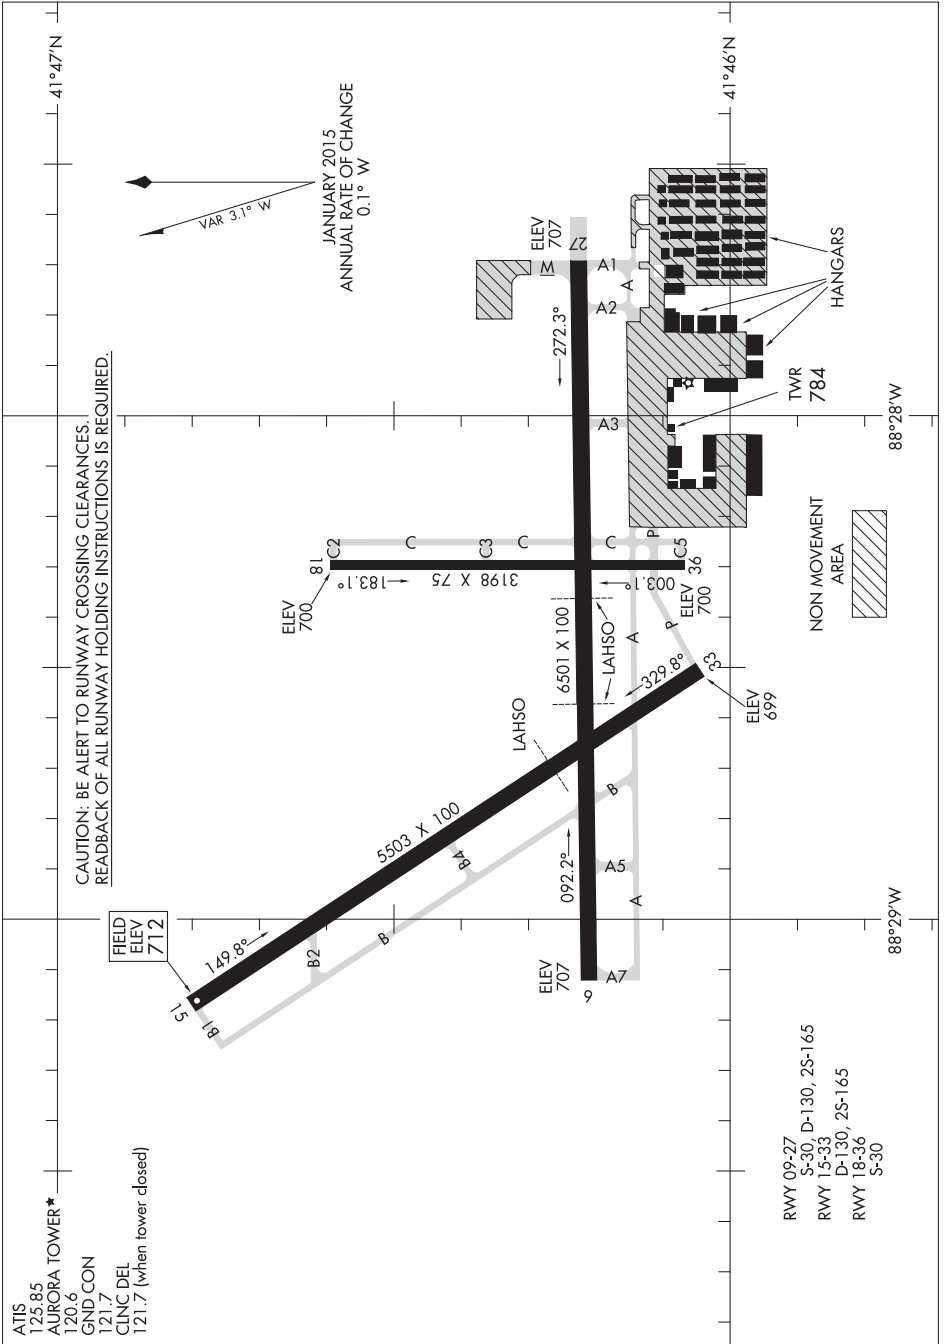 ATIS
125.85
AURORA TOWER★
120.6
GND CON
121.7
CLNC DEL
121.7 (when tower closed)
CAUTION: BE ALERT TO RUNWAY CROSSING CLEARANCES.
READBACK OF ALL RUNWAY HOLDING INSTRUCTIONS IS REQUIRED.
41°47'N
41°46'N
VAR 3.1° W
JANUARY 2015
ANNUAL RATE OF CHANGE
0.1° W
FIELD
ELEV
712
15
149.8°
B1
B2
B
B4
5503 X 100
LAHSO
ELEV
700
18
C2
183.1°
3198 X 75
C
C3
C
C
C5
003.1°
36
ELEV
700
ELEV
707
9
092.2°
A7
A5
A
B
6501 X 100
LAHSO
A
329.8°
33
ELEV
699
P
P
272.3°
ELEV
707
27
M
A1
A
A2
A3
TWR
784
HANGARS
NON MOVEMENT
AREA
88°29'W
88°28'W
RWY 09-27
S-30, D-130, 2S-165
RWY 15-33
D-130, 2S-165
RWY 18-36
S-30